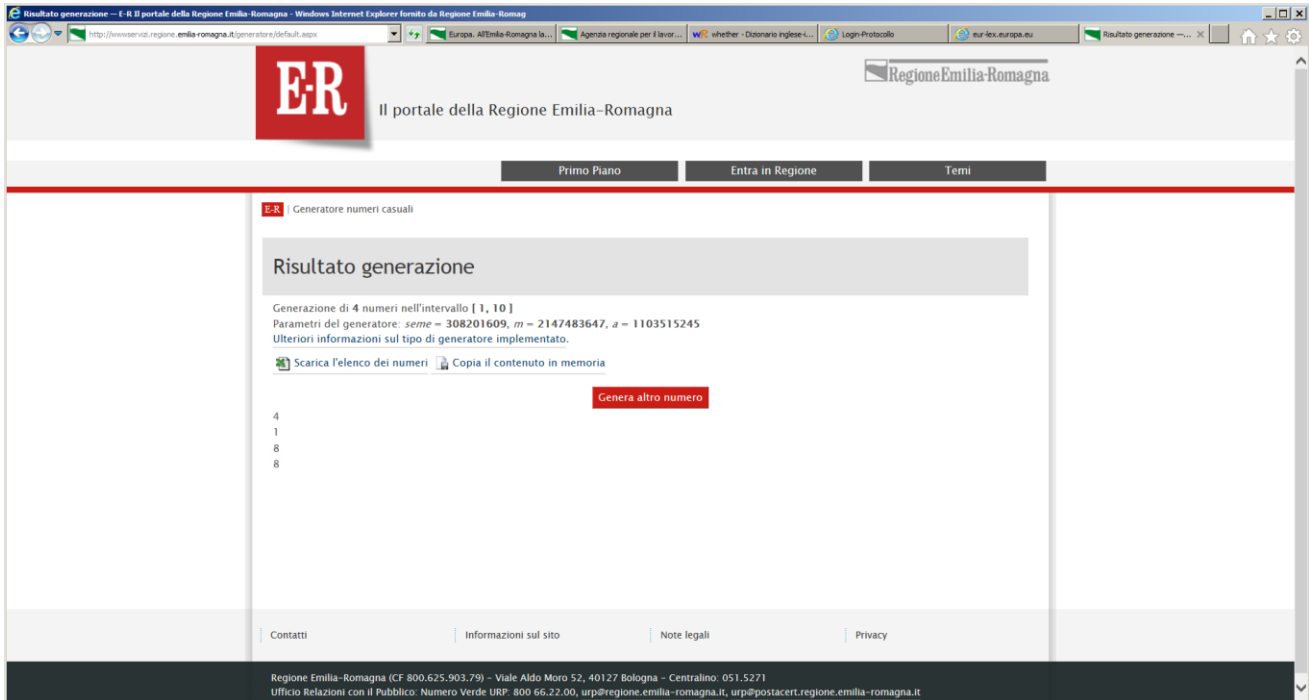 Risultato generazione — E-R Il portale della Regione Emilia-Romagna - Windows Internet Explorer fornito da Regione Emilia-Romag
http://wwwservizi.regione.emilia-romagna.it/generatore/default.aspx
Europa. All'Emilia-Romagna la...
Agenzia regionale per il lavor...
WR whether - Dizionario inglese-i...
Login-Protocollo
eur-lex.europa.eu
Risultato generazione —...
E·R
Il portale della Regione Emilia-Romagna
RegioneEmilia-Romagna
Primo Piano
Entra in Regione
Temi
E·R | Generatore numeri casuali
Risultato generazione
Generazione di 4 numeri nell'intervallo [ 1, 10 ]
Parametri del generatore: seme = 308201609, m = 2147483647, a = 1103515245
Ulteriori informazioni sul tipo di generatore implementato.
Scarica l'elenco dei numeri Copia il contenuto in memoria
Genera altro numero
4
1
8
8
Contatti
Informazioni sul sito
Note legali
Privacy
Regione Emilia-Romagna (CF 800.625.903.79) - Viale Aldo Moro 52, 40127 Bologna - Centralino: 051.5271
Ufficio Relazioni con il Pubblico: Numero Verde URP: 800 66.22.00, urp@regione.emilia-romagna.it, urp@postacert.regione.emilia-romagna.it